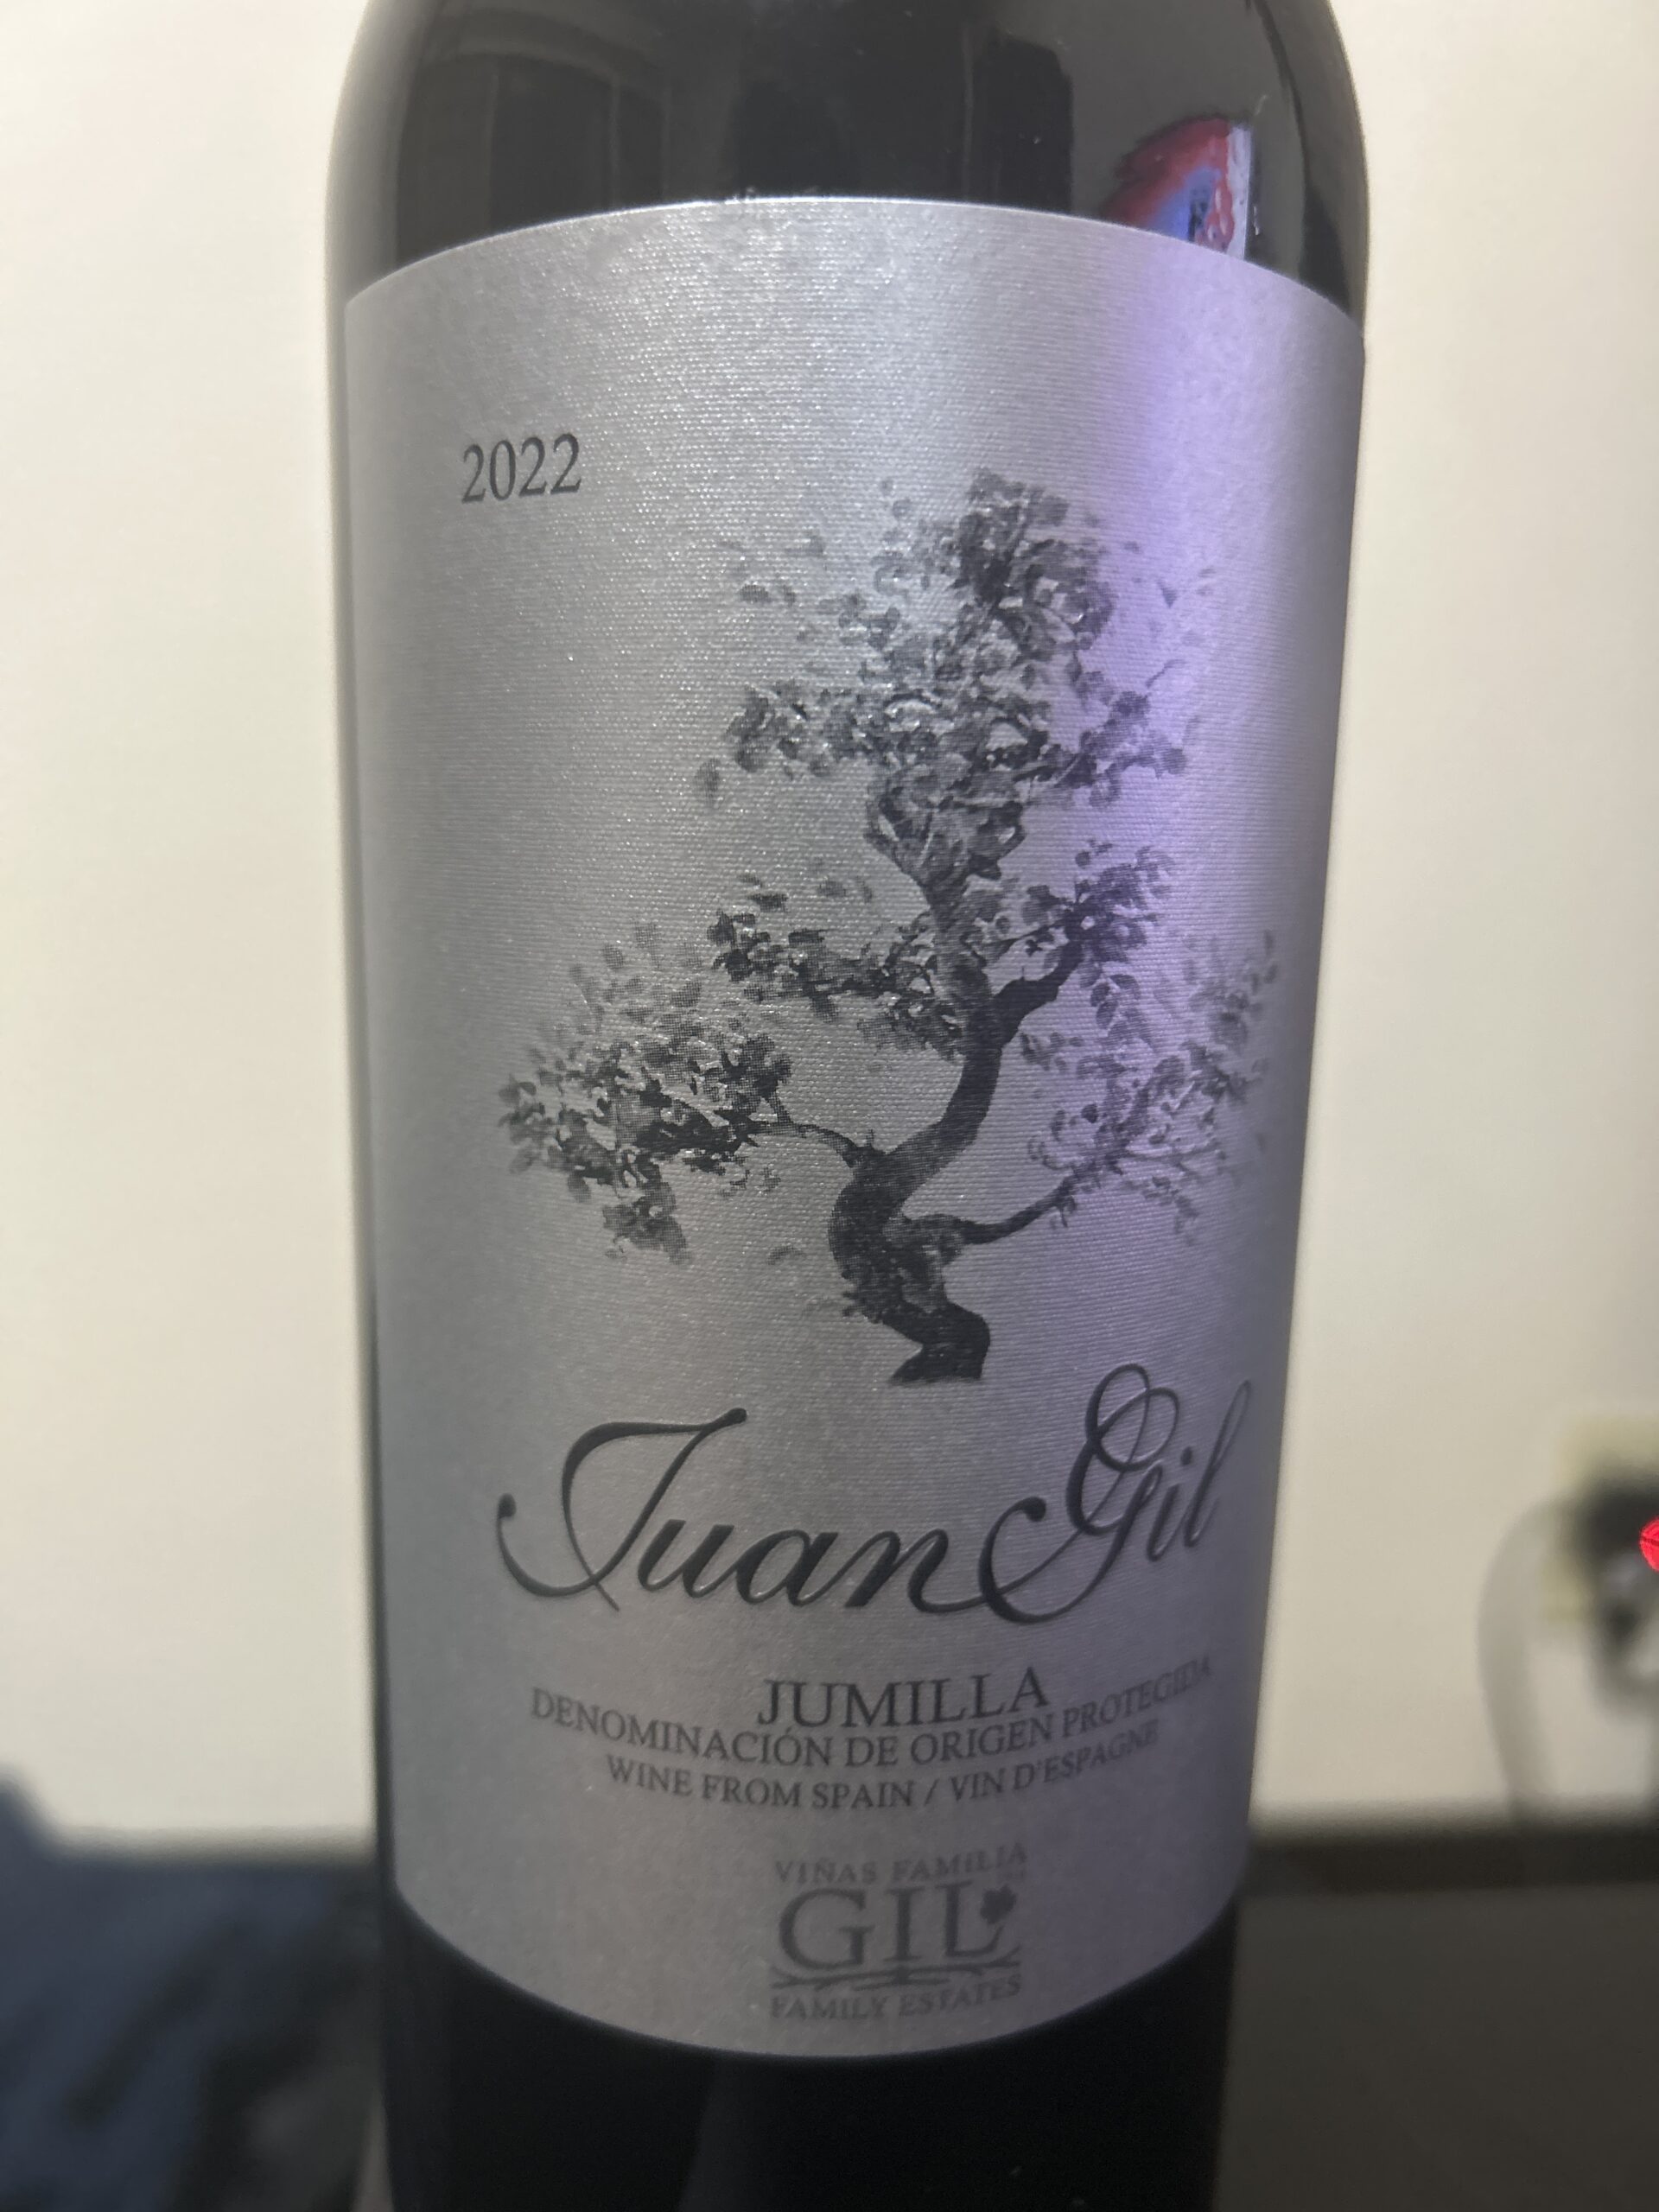 2022
Juan Gil
JUMILLA
DENOMINACIÓN DE ORIGEN PROTEGIDA
WINE FROM SPAIN / VIN D'ESPAGNE
VIÑAS FAMILIA
GIL
FAMILY ESTATES